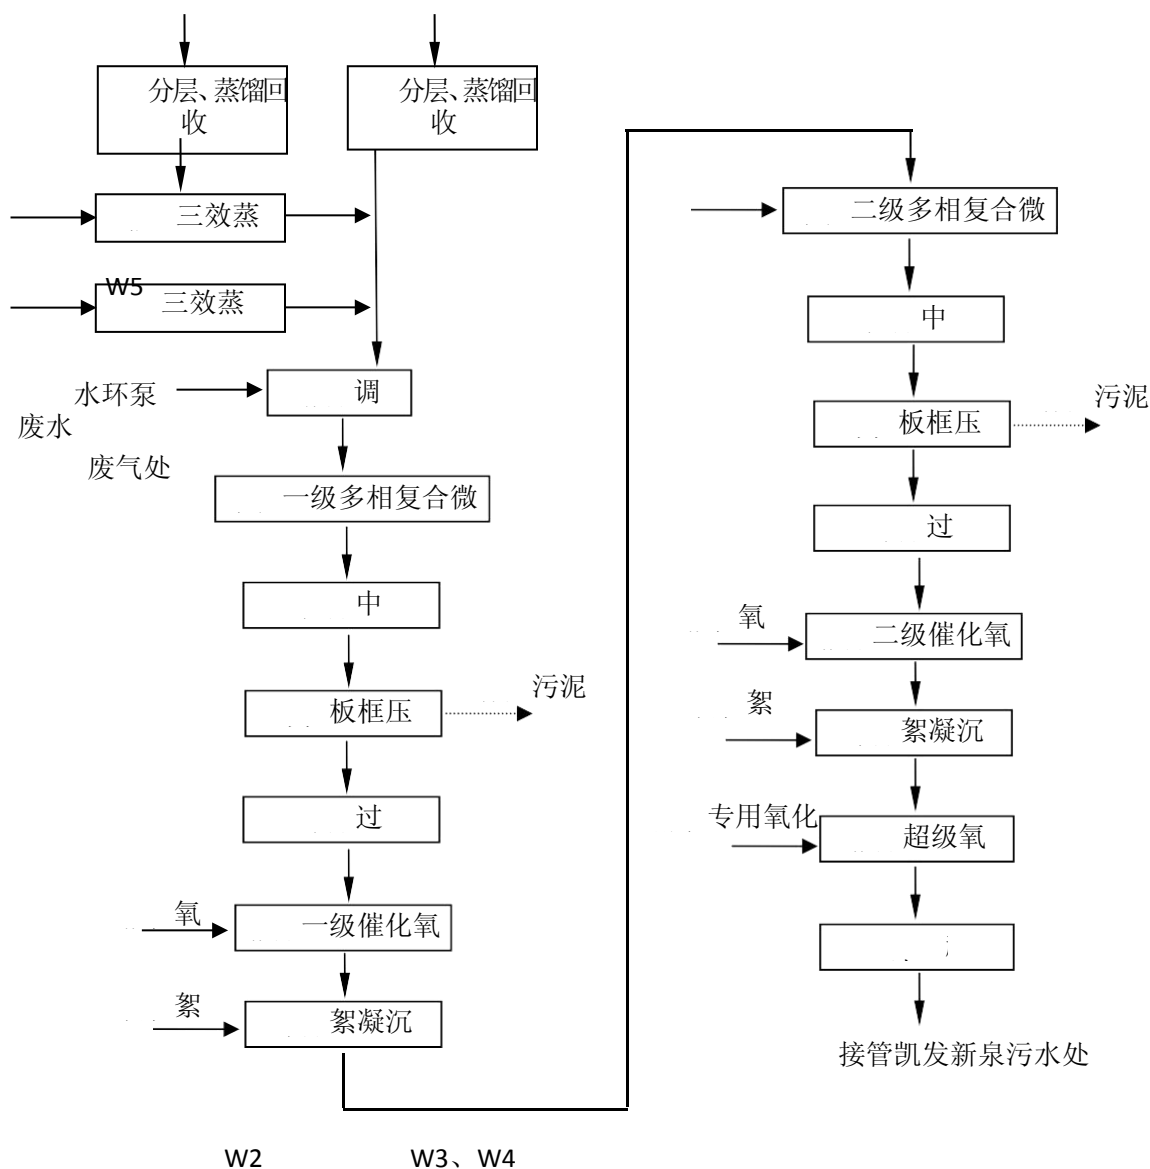 分层、蒸馏回
收
分层、蒸馏回
收
三效蒸
W5
三效蒸
水环泵
调
废水
废气处
一级多相复合微
中
板框压
污泥
过
氧
一级催化氧
絮
絮凝沉
二级多相复合微
中
板框压
污泥
过
氧
二级催化氧
絮
絮凝沉
专用氧化
超级氧
接管凯发新泉污水处
W2
W3、W4